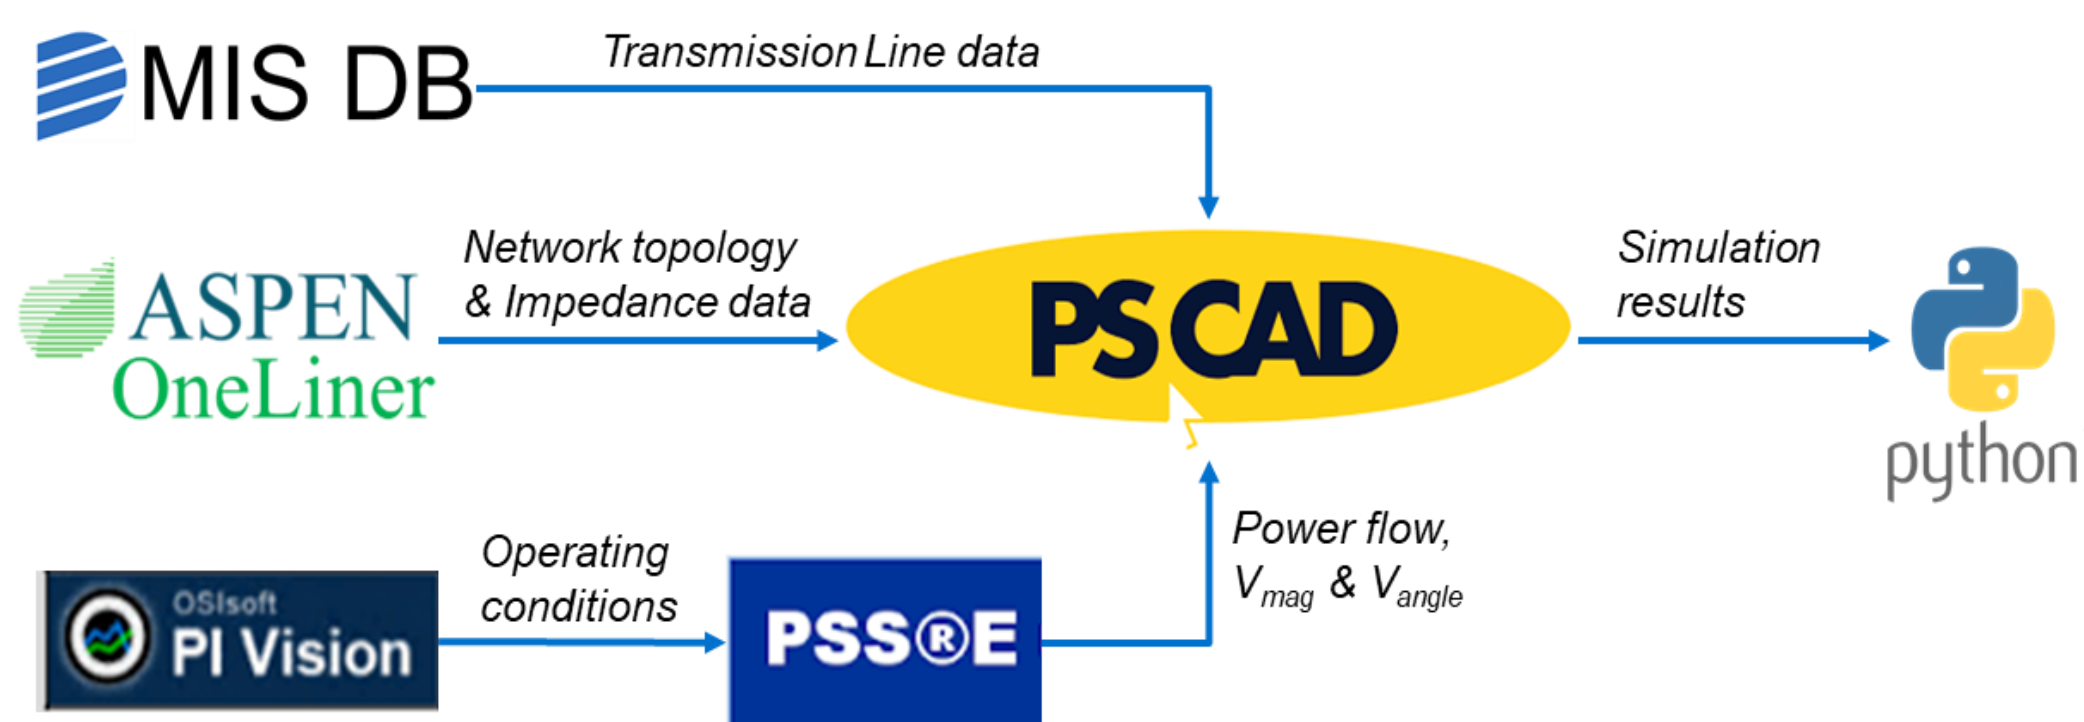 MIS DB
Transmission Line data
ASPEN
OneLiner
Network topology
& Impedance data
PSCAD
Simulation
results
python
OSIsoft
PI Vision
Operating
conditions
PSS®E
Power flow,
Vmag & Vangle